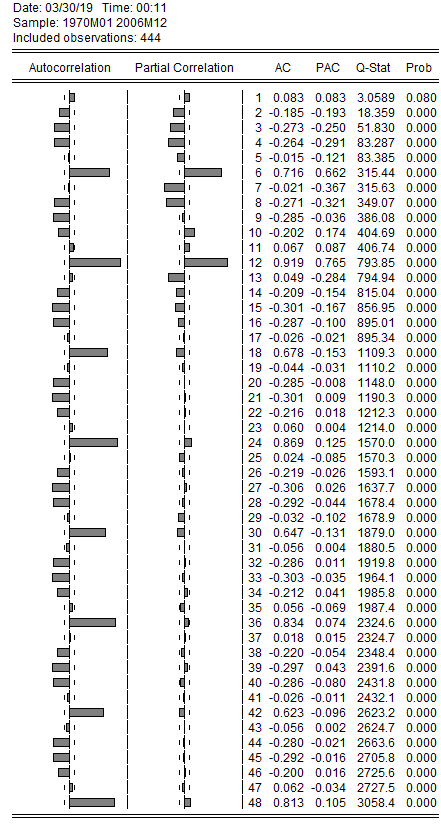 Date: 03/30/19   Time: 00:11
Sample: 1970M01 2006M12
Included observations: 444
Autocorrelation Partial Correlation AC PAC Q-Stat Prob
1 0.083 0.083 3.0589 0.080
2 -0.185 -0.193 18.359 0.000
3 -0.273 -0.250 51.830 0.000
4 -0.264 -0.291 83.287 0.000
5 -0.015 -0.121 83.385 0.000
6 0.716 0.662 315.44 0.000
7 -0.021 -0.367 315.63 0.000
8 -0.271 -0.321 349.07 0.000
9 -0.285 -0.036 386.08 0.000
10 -0.202 0.174 404.69 0.000
11 0.067 0.087 406.74 0.000
12 0.919 0.765 793.85 0.000
13 0.049 -0.284 794.94 0.000
14 -0.209 -0.154 815.04 0.000
15 -0.301 -0.167 856.95 0.000
16 -0.287 -0.100 895.01 0.000
17 -0.026 -0.021 895.34 0.000
18 0.678 -0.153 1109.3 0.000
19 -0.044 -0.031 1110.2 0.000
20 -0.285 -0.008 1148.0 0.000
21 -0.301 0.009 1190.3 0.000
22 -0.216 0.018 1212.3 0.000
23 0.060 0.004 1214.0 0.000
24 0.869 0.125 1570.0 0.000
25 0.024 -0.085 1570.3 0.000
26 -0.219 -0.026 1593.1 0.000
27 -0.306 0.026 1637.7 0.000
28 -0.292 -0.044 1678.4 0.000
29 -0.032 -0.102 1678.9 0.000
30 0.647 -0.131 1879.0 0.000
31 -0.056 0.004 1880.5 0.000
32 -0.286 0.011 1919.8 0.000
33 -0.303 -0.035 1964.1 0.000
34 -0.212 0.041 1985.8 0.000
35 0.056 -0.069 1987.4 0.000
36 0.834 0.074 2324.6 0.000
37 0.018 0.015 2324.7 0.000
38 -0.220 -0.054 2348.4 0.000
39 -0.297 0.043 2391.6 0.000
40 -0.286 -0.080 2431.8 0.000
41 -0.026 -0.011 2432.1 0.000
42 0.623 -0.096 2623.2 0.000
43 -0.056 0.002 2624.7 0.000
44 -0.280 -0.021 2663.6 0.000
45 -0.292 -0.016 2705.8 0.000
46 -0.200 0.016 2725.6 0.000
47 0.062 -0.034 2727.5 0.000
48 0.813 0.105 3058.4 0.000